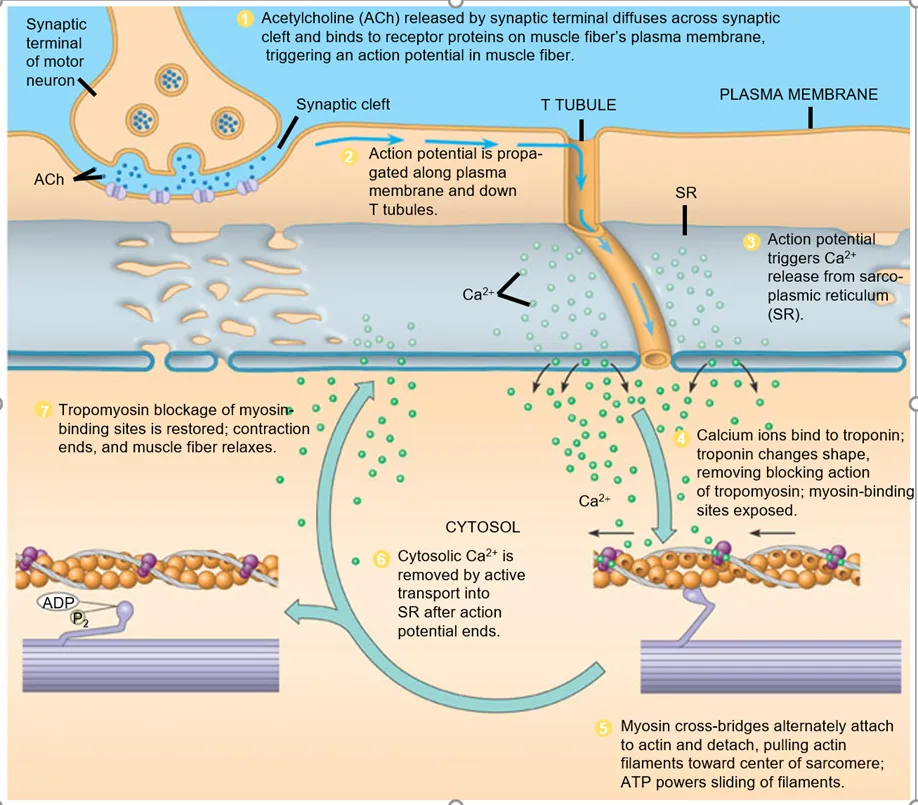 Synaptic
terminal
of motor
neuron
1 Acetylcholine (ACh) released by synaptic terminal diffuses across synaptic
cleft and binds to receptor proteins on muscle fiber's plasma membrane,
triggering an action potential in muscle fiber.
Synaptic cleft
T TUBULE
PLASMA MEMBRANE
ACh
2 Action potential is propa-
gated along plasma
membrane and down
T tubules.
SR
3 Action potential
triggers Ca²⁺
release from sarco-
plasmic reticulum
(SR).
Ca²⁺
7 Tropomyosin blockage of myosin-
binding sites is restored; contraction
ends, and muscle fiber relaxes.
4 Calcium ions bind to troponin;
troponin changes shape,
removing blocking action
of tropomyosin; myosin-binding
sites exposed.
Ca²⁺
CYTOSOL
6 Cytosolic Ca²⁺ is
removed by active
transport into
SR after action
potential ends.
ADP
P₂
5 Myosin cross-bridges alternately attach
to actin and detach, pulling actin
filaments toward center of sarcomere;
ATP powers sliding of filaments.